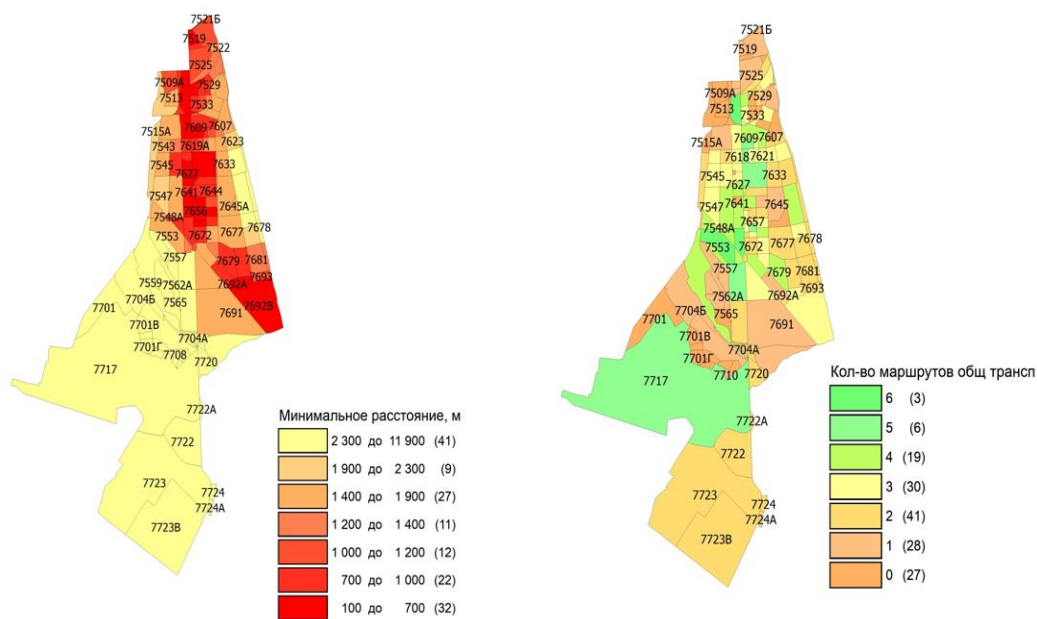 7521Б
7519
7522
7525
7509А
7529
7513
7533
7515А
7609
7607
7543
7619А
7623
7545
7633
7627
7547
7641
7644
7656
7645А
7548А
7553
7672
7677
7678
7557
7679
7681
7559
7562А
7692А
7693
7704Б
7565
7701
7691
7692В
7701В
7701Г
7708
7704А
7720
7717
7722А
7722
7723
7724
7724А
7723В
Минимальное расстояние, м
2 300 до 11 900 (41)
1 900 до 2 300 (9)
1 400 до 1 900 (27)
1 200 до 1 400 (11)
1 000 до 1 200 (12)
700 до 1 000 (22)
100 до 700 (32)
7521Б
7519
7525
7509А
7529
7513
7533
7515А
7609
7607
7618
7621
7545
7633
7627
7547
7641
7645
7548А
7657
7553
7672
7677
7678
7557
7679
7681
7562А
7692А
7693
7704Б
7565
7701
7691
7701В
7701Г
7704А
7710
7720
7717
7722А
7722
7723
7724
7724А
7723В
Кол-во маршрутов общ трансп
6 (3)
5 (6)
4 (19)
3 (30)
2 (41)
1 (28)
0 (27)